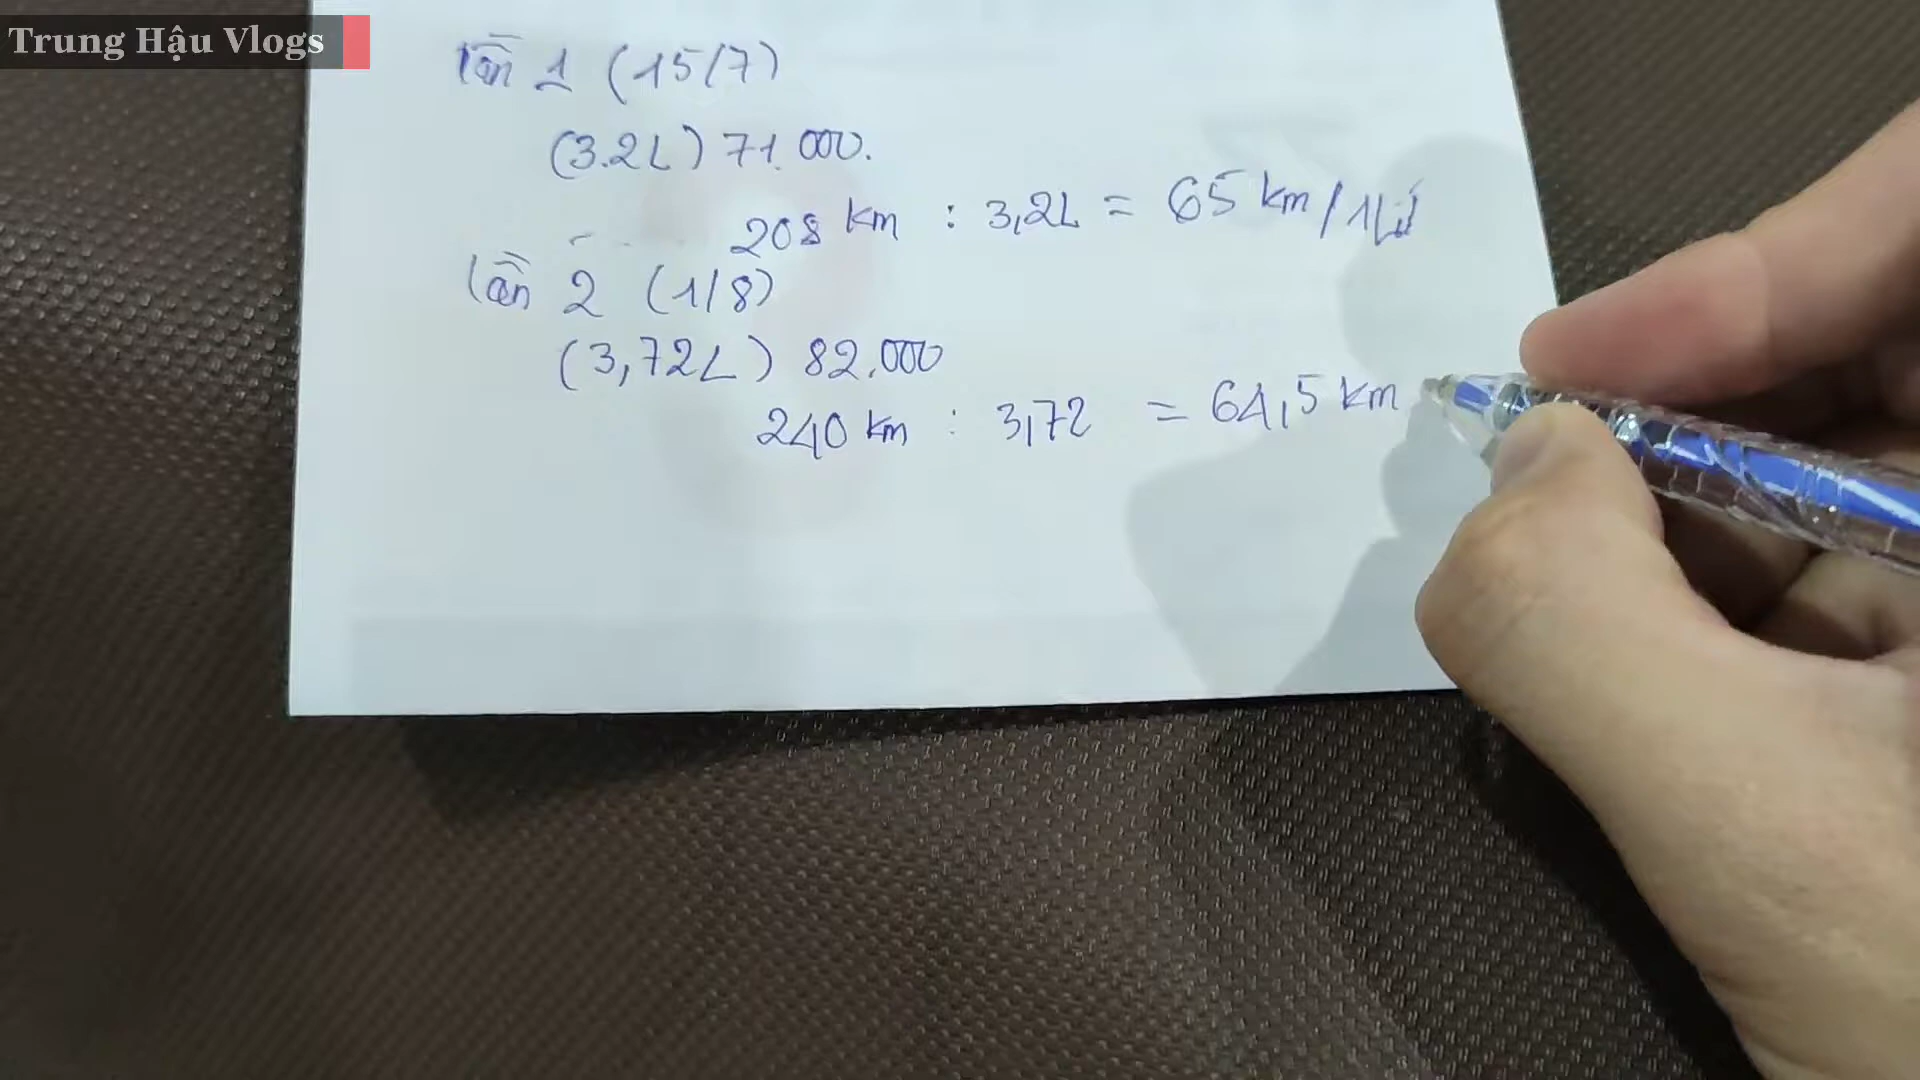 Trung Hậu Vlogs
lần 1 (15/7)
(3.2L) 71.000.
208 km : 3,2L = 65 km/1Lít
lần 2 (1/8)
(3,72L) 82.000
240 km : 3,72 = 64,5 km